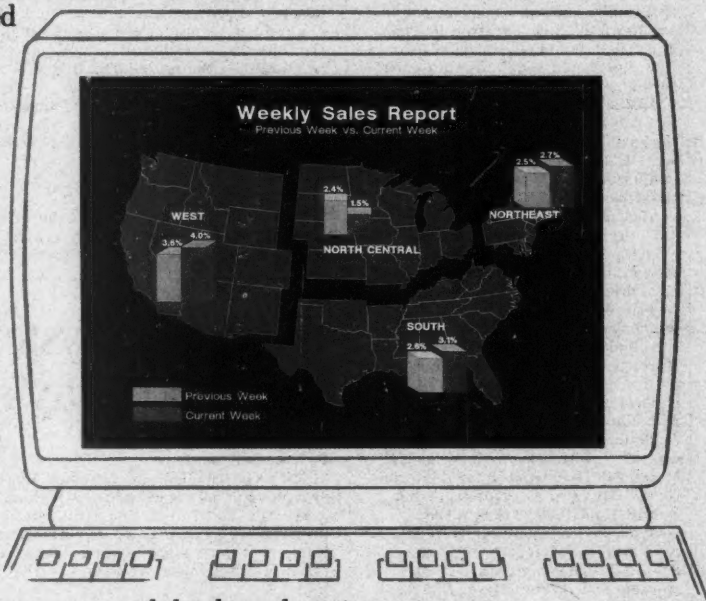 d
Weekly Sales Report
Previous Week vs. Current Week
2.5% 2.7%
2.4% 1.5%
WEST
NORTHEAST
3.6% 4.0%
NORTH CENTRAL
SOUTH
2.8% 3.1%
Previous Week
Current Week